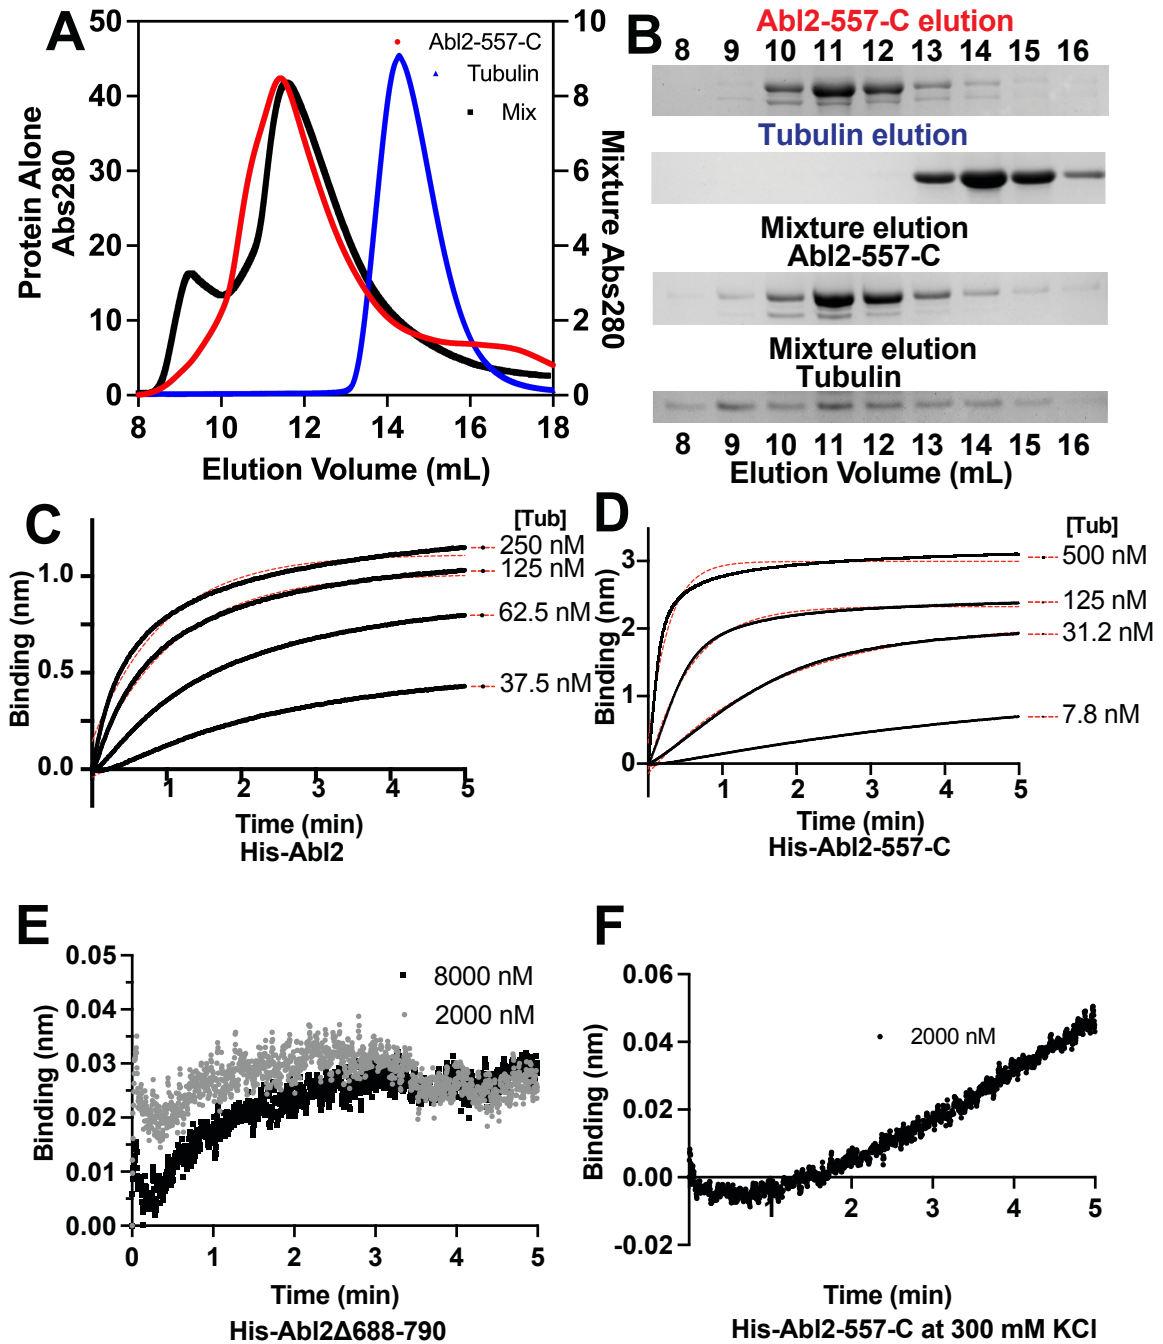 A
50
40
30
20
10
0
Protein Alone
Abs280
10
8
6
4
2
0
Mixture Abs280
Abl2-557-C
Tubulin
Mix
8 10 12 14 16 18
Elution Volume (mL)
B
Abl2-557-C elution
8 9 10 11 12 13 14 15 16
Tubulin elution
Mixture elution
Abl2-557-C
Mixture elution
Tubulin
8 9 10 11 12 13 14 15 16
Elution Volume (mL)
C
[Tub]
250 nM
125 nM
62.5 nM
37.5 nM
1.0
0.5
0.0
Binding (nm)
1 2 3 4 5
Time (min)
His-Abl2
D
[Tub]
500 nM
125 nM
31.2 nM
7.8 nM
3
2
1
0
Binding (nm)
1 2 3 4 5
Time (min)
His-Abl2-557-C
E
0.05
0.04
0.03
0.02
0.01
0.00
Binding (nm)
8000 nM
2000 nM
0 1 2 3 4 5
Time (min)
His-Abl2Δ688-790
F
0.06
0.04
0.02
0.00
-0.02
Binding (nm)
2000 nM
1 2 3 4 5
Time (min)
His-Abl2-557-C at 300 mM KCl